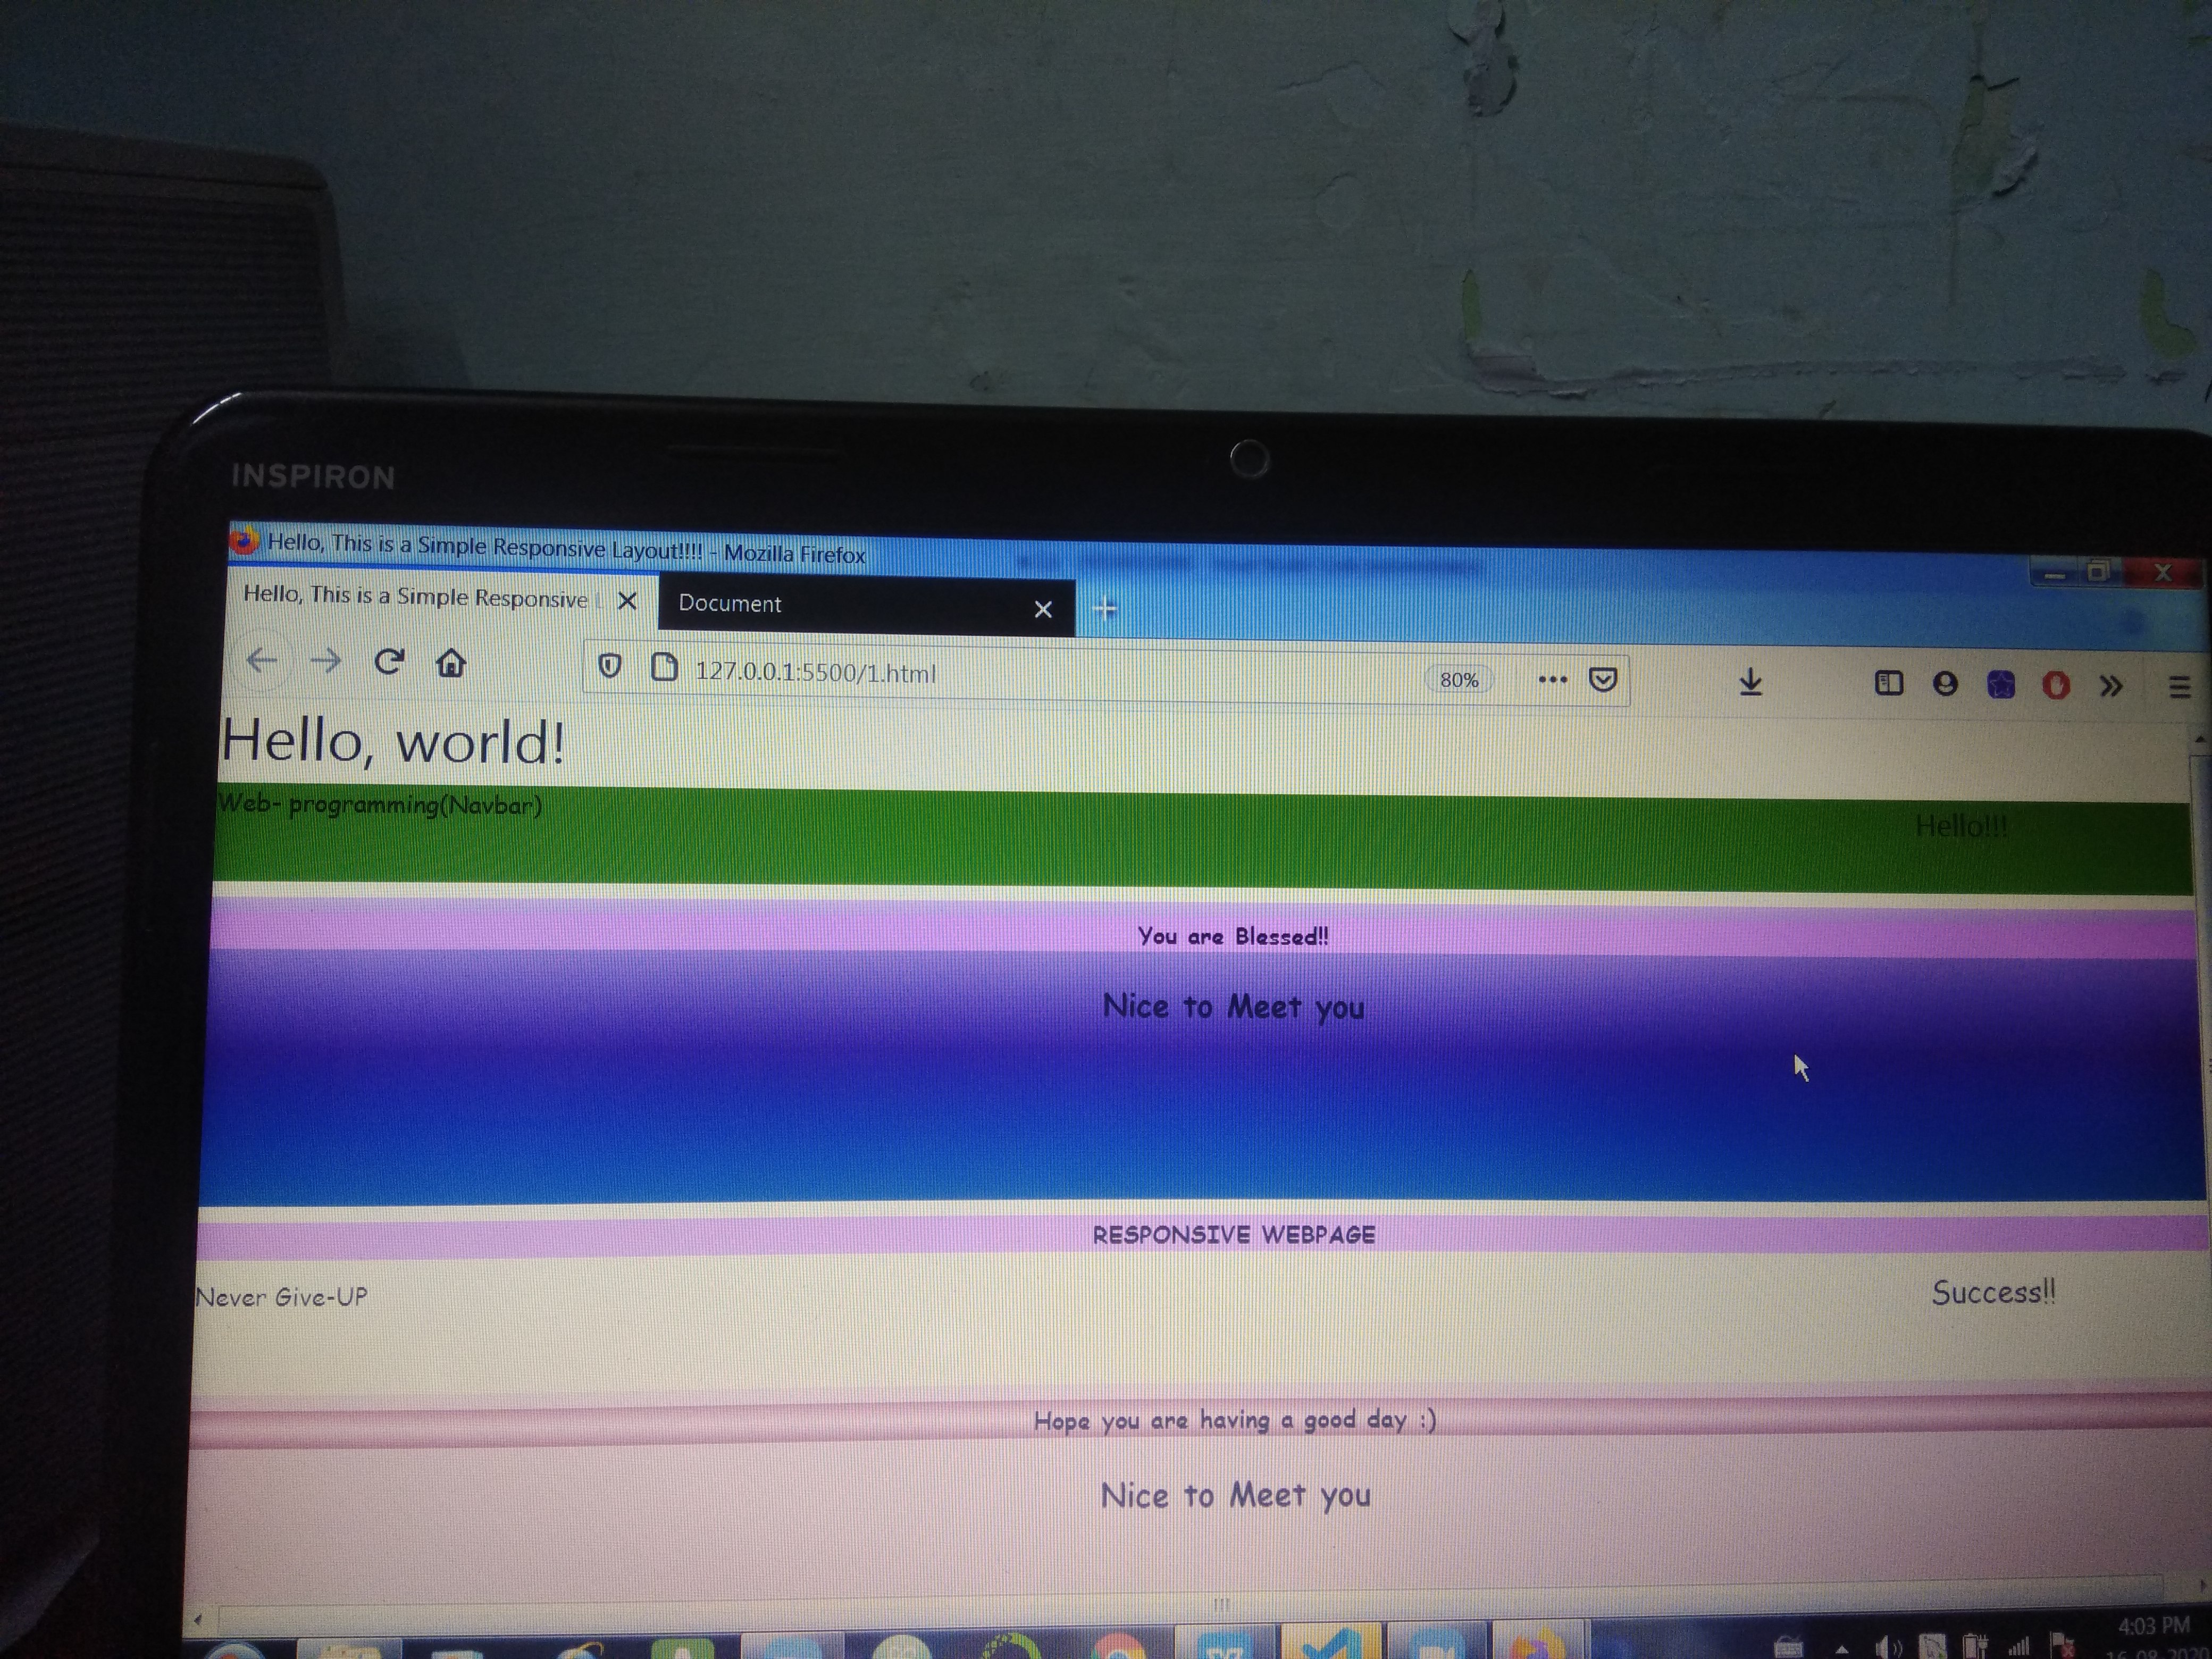 INSPIRON
Hello, This is a Simple Responsive Layout!!!! - Mozilla Firefox
Hello, This is a Simple Responsive
Document
127.0.0.1:5500/1.html
80%
Hello, world!
Web- programming(Navbar)
Hello!!!
You are Blessed!!
Nice to Meet you
RESPONSIVE WEBPAGE
Never Give-UP
Success!!
Hope you are having a good day :)
Nice to Meet you
4:03 PM